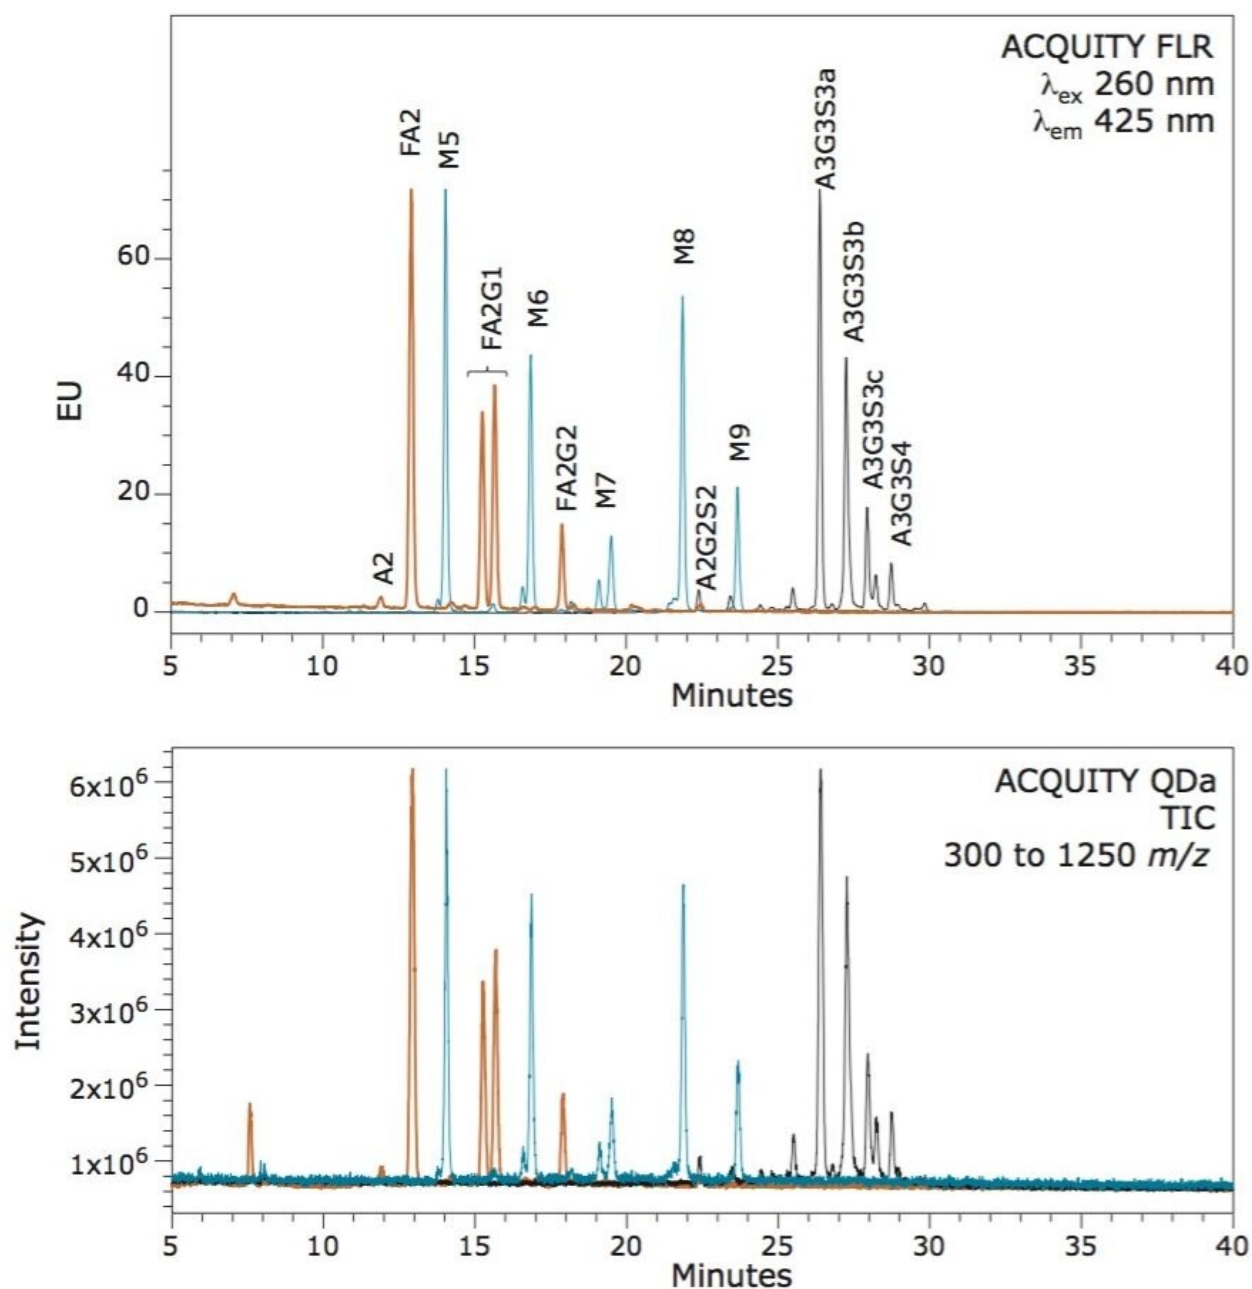 ACQUITY FLR
λex 260 nm
λem 425 nm
A2
FA2
M5
FA2G1
M6
FA2G2
M7
M8
A2G2S2
M9
A3G3S3a
A3G3S3b
A3G3S3c
A3G3S4
EU
60
40
20
0
5 10 15 20 25 30 35 40
Minutes
ACQUITY QDa
TIC
300 to 1250 m/z
Intensity
6x10⁶
5x10⁶
4x10⁶
3x10⁶
2x10⁶
1x10⁶
5 10 15 20 25 30 35 40
Minutes